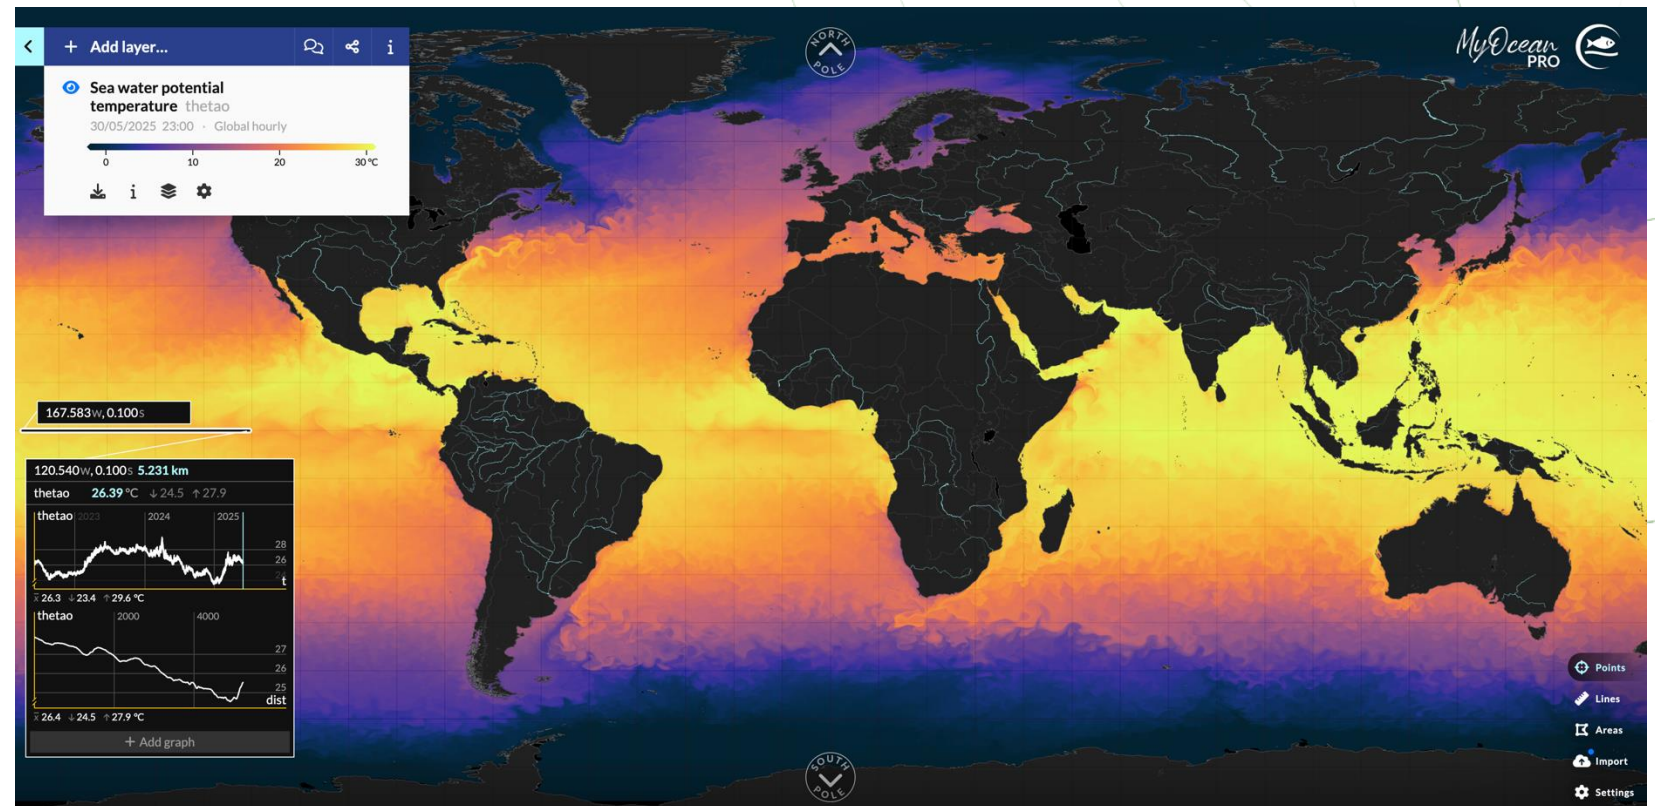 + Add layer...
Sea water potential
temperature thetao
30/05/2025 23:00 · Global hourly
0 10 20 30 °C
NORTH
POLE
MyOcean
PRO
167.583W, 0.100S
120.540W, 0.100S 5.231 km
thetao 26.39 °C ↓ 24.5 ↑ 27.9
thetao 2023 2024 2025
28
26
24
t
x̄ 26.3 ↓ 23.4 ↑ 29.6 °C
thetao 2000 4000
27
26
25
dist
x̄ 26.4 ↓ 24.5 ↑ 27.9 °C
+ Add graph
SOUTH
POLE
Points
Lines
Areas
Import
Settings